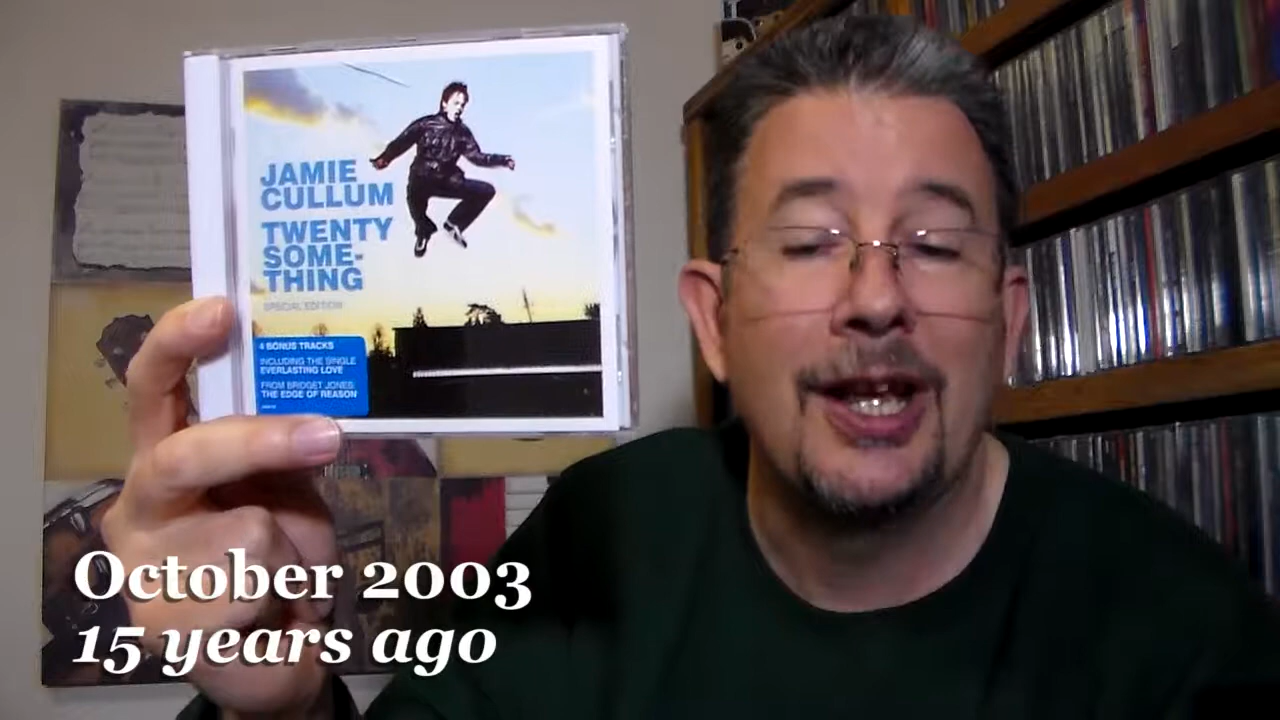 JAMIE
CULLUM
TWENTY
SOME-
THING
SPECIAL EDITION
4 BONUS TRACKS
INCLUDING THE SINGLE
EVERLASTING LOVE
FROM BRIDGET JONES:
THE EDGE OF REASON
October 2003
15 years ago